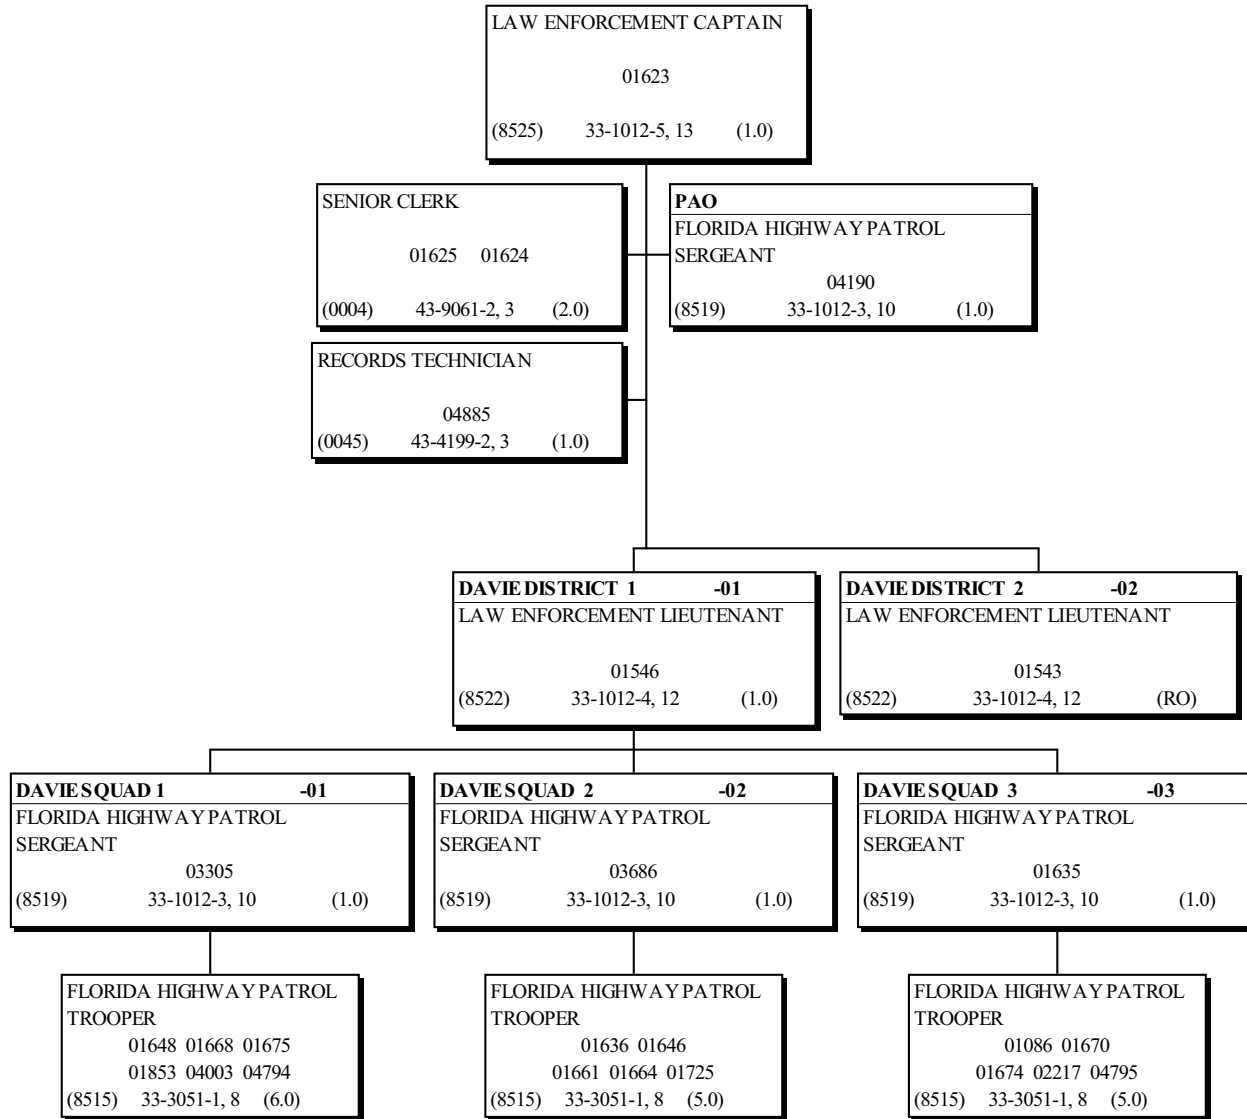 LAW ENFORCEMENT CAPTAIN
01623
(8525) 33-1012-5, 13 (1.0)
SENIOR CLERK
01625 01624
(0004) 43-9061-2, 3 (2.0)
PAO
FLORIDA HIGHWAY PATROL
SERGEANT
04190
(8519) 33-1012-3, 10 (1.0)
RECORDS TECHNICIAN
04885
(0045) 43-4199-2, 3 (1.0)
DAVIE DISTRICT 1 -01
LAW ENFORCEMENT LIEUTENANT
01546
(8522) 33-1012-4, 12 (1.0)
DAVIE DISTRICT 2 -02
LAW ENFORCEMENT LIEUTENANT
01543
(8522) 33-1012-4, 12 (RO)
DAVIE SQUAD 1 -01
FLORIDA HIGHWAY PATROL
SERGEANT
03305
(8519) 33-1012-3, 10 (1.0)
DAVIE SQUAD 2 -02
FLORIDA HIGHWAY PATROL
SERGEANT
03686
(8519) 33-1012-3, 10 (1.0)
DAVIE SQUAD 3 -03
FLORIDA HIGHWAY PATROL
SERGEANT
01635
(8519) 33-1012-3, 10 (1.0)
FLORIDA HIGHWAY PATROL
TROOPER
01648 01668 01675
01853 04003 04794
(8515) 33-3051-1, 8 (6.0)
FLORIDA HIGHWAY PATROL
TROOPER
01636 01646
01661 01664 01725
(8515) 33-3051-1, 8 (5.0)
FLORIDA HIGHWAY PATROL
TROOPER
01086 01670
01674 02217 04795
(8515) 33-3051-1, 8 (5.0)